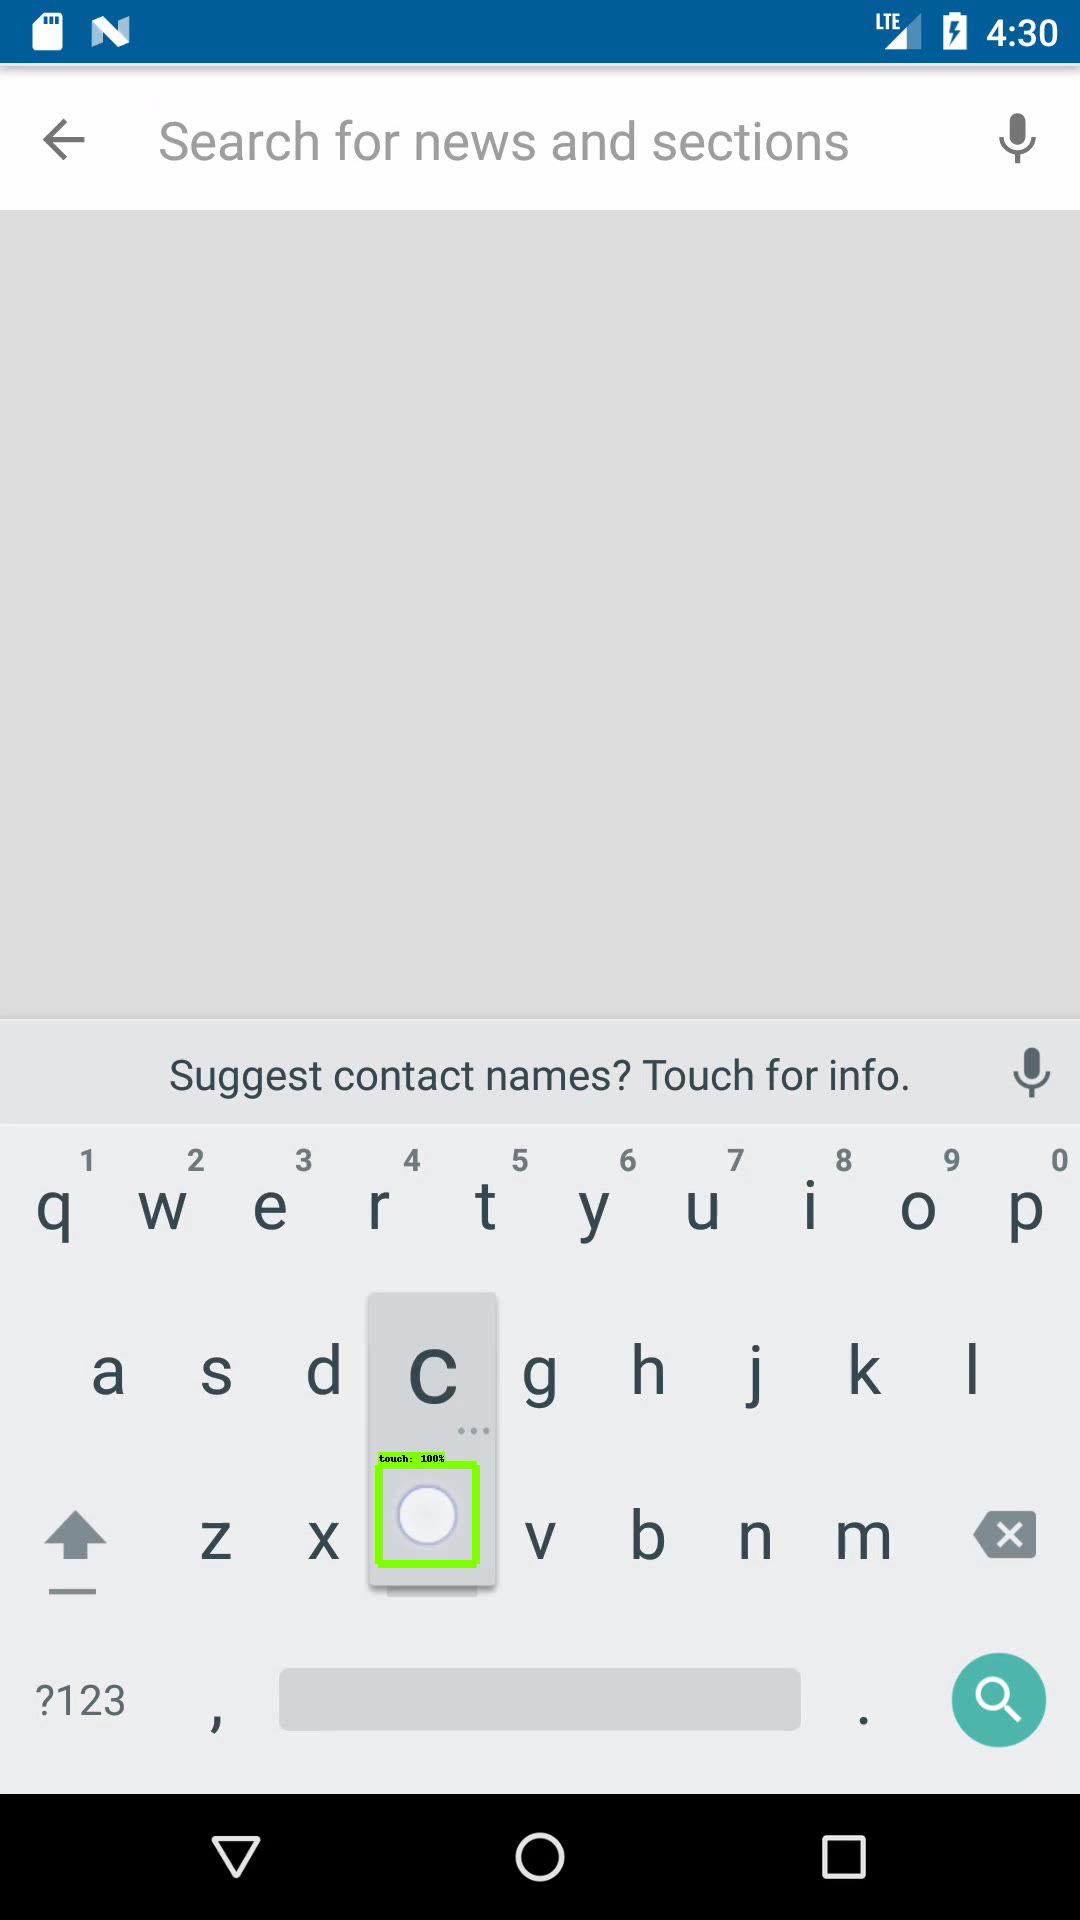 LTE 4:30
Search for news and sections
Suggest contact names? Touch for info.
1 2 3 4 5 6 7 8 9 0
q w e r t y u i o p
a s d c g h j k l
touch: 100%
z x v b n m
?123 , .